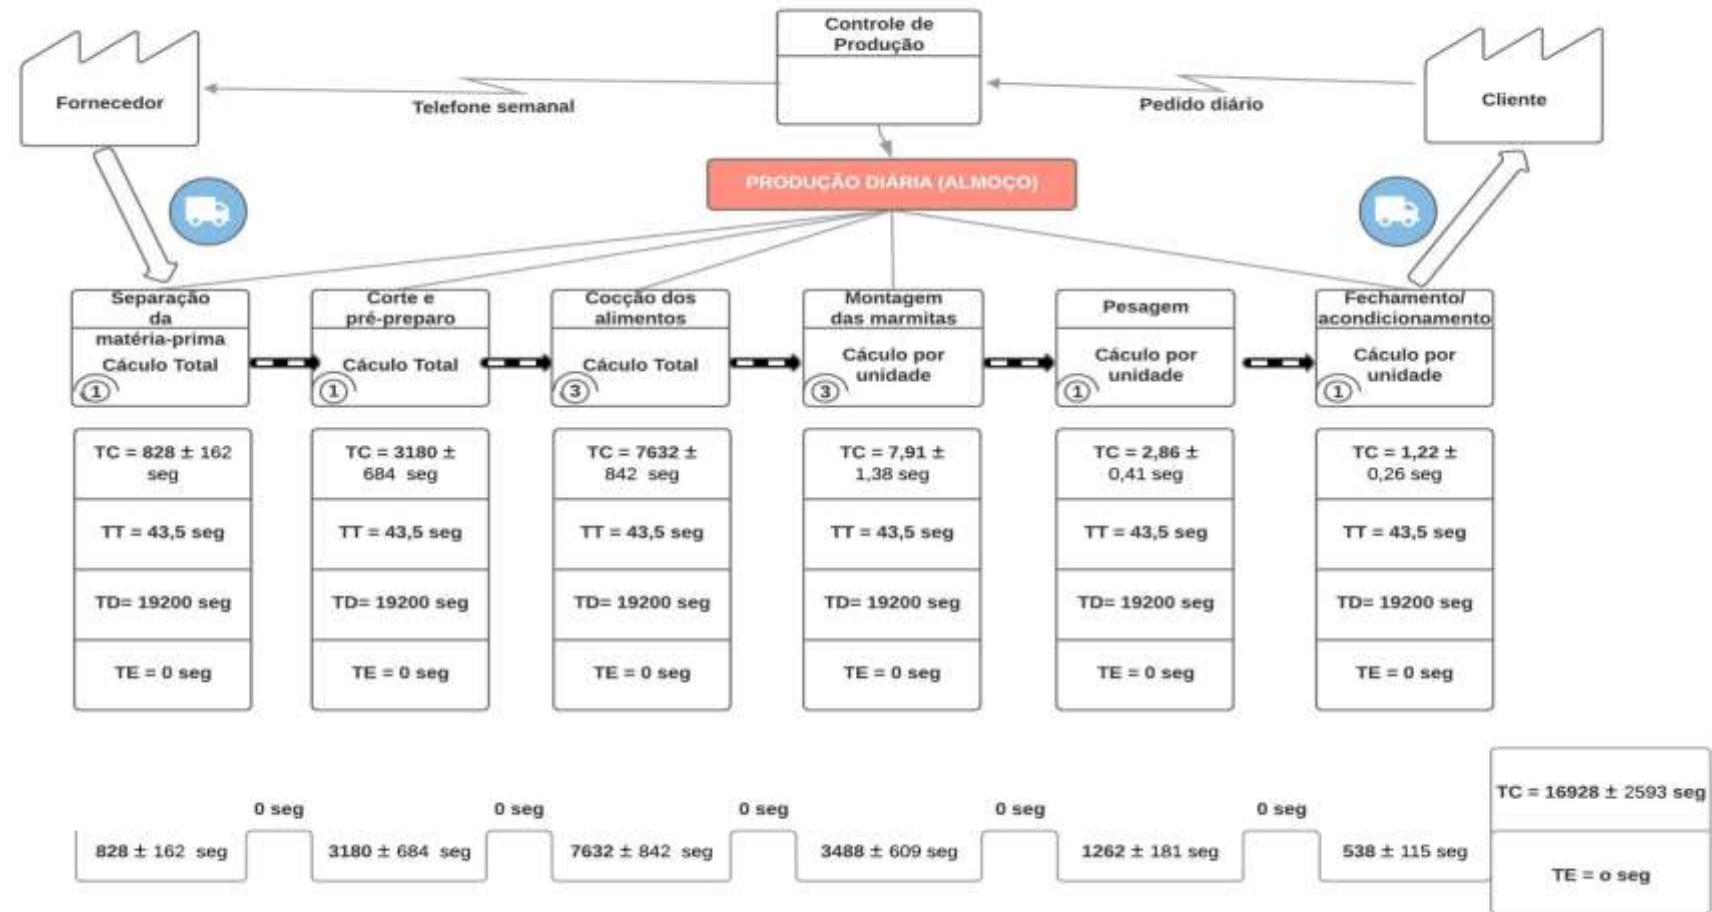 Controle de
Produção
Fornecedor
Telefone semanal
Pedido diário
Cliente
PRODUÇÃO DIÁRIA (ALMOÇO)
Separação
da
matéria-prima
Cáculo Total
1
Corte e
pré-preparo
Cáculo Total
1
Cocção dos
alimentos
Cáculo Total
3
Montagem
das marmitas
Cáculo por
unidade
3
Pesagem
Cáculo por
unidade
1
Fechamento/
acondicionamento
Cáculo por
unidade
1
TC = 828 ± 162
seg
TT = 43,5 seg
TD= 19200 seg
TE = 0 seg
TC = 3180 ±
684 seg
TT = 43,5 seg
TD= 19200 seg
TE = 0 seg
TC = 7632 ±
842 seg
TT = 43,5 seg
TD= 19200 seg
TE = 0 seg
TC = 7,91 ±
1,38 seg
TT = 43,5 seg
TD= 19200 seg
TE = 0 seg
TC = 2,86 ±
0,41 seg
TT = 43,5 seg
TD= 19200 seg
TE = 0 seg
TC = 1,22 ±
0,26 seg
TT = 43,5 seg
TD= 19200 seg
TE = 0 seg
0 seg
0 seg
0 seg
0 seg
0 seg
828 ± 162 seg
3180 ± 684 seg
7632 ± 842 seg
3488 ± 609 seg
1262 ± 181 seg
538 ± 115 seg
TC = 16928 ± 2593 seg
TE = o seg